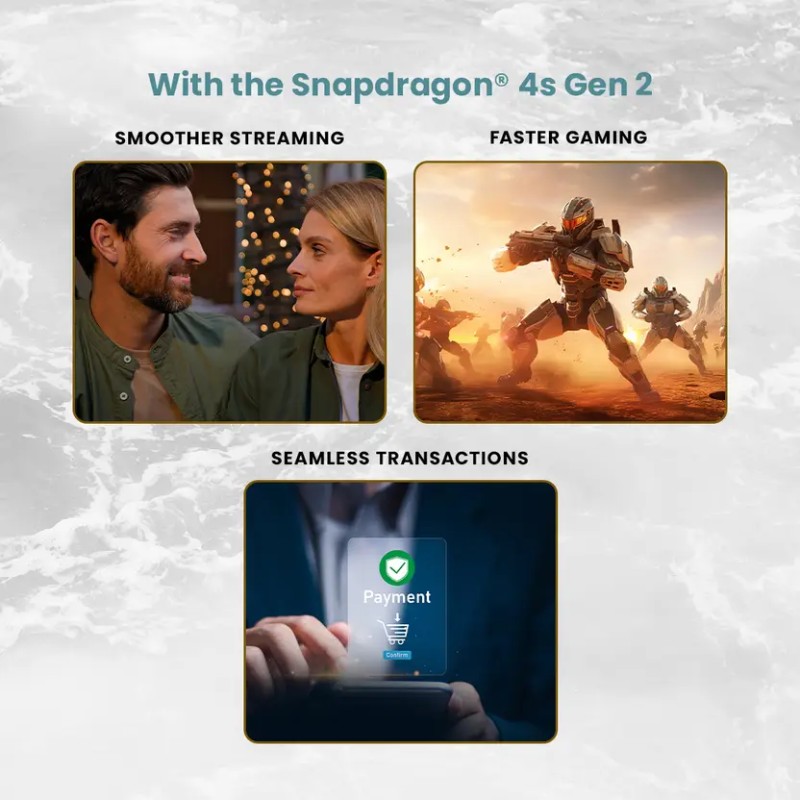 With the Snapdragon® 4s Gen 2
SMOOTHER STREAMING
FASTER GAMING
SEAMLESS TRANSACTIONS
Payment
Confirm